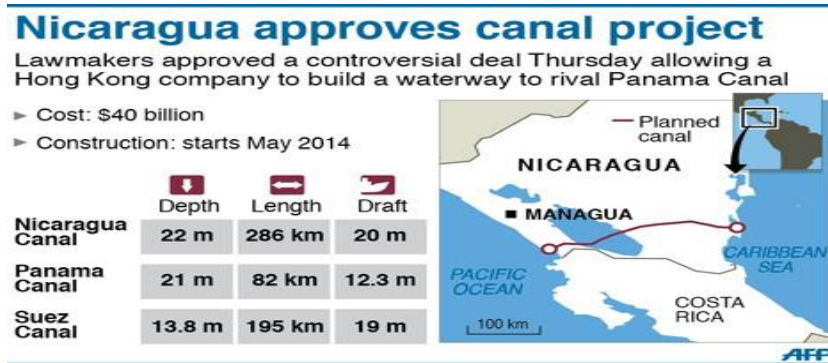 Nicaragua approves canal project
Lawmakers approved a controversial deal Thursday allowing a
Hong Kong company to build a waterway to rival Panama Canal
Cost: $40 billion
Construction: starts May 2014
Depth Length Draft
Nicaragua
Canal
22 m 286 km 20 m
Panama
Canal
21 m 82 km 12.3 m
Suez
Canal
13.8 m 195 km 19 m
Planned
canal
NICARAGUA
MANAGUA
CARIBBEAN
SEA
PACIFIC
OCEAN
COSTA
RICA
100 km
AFP